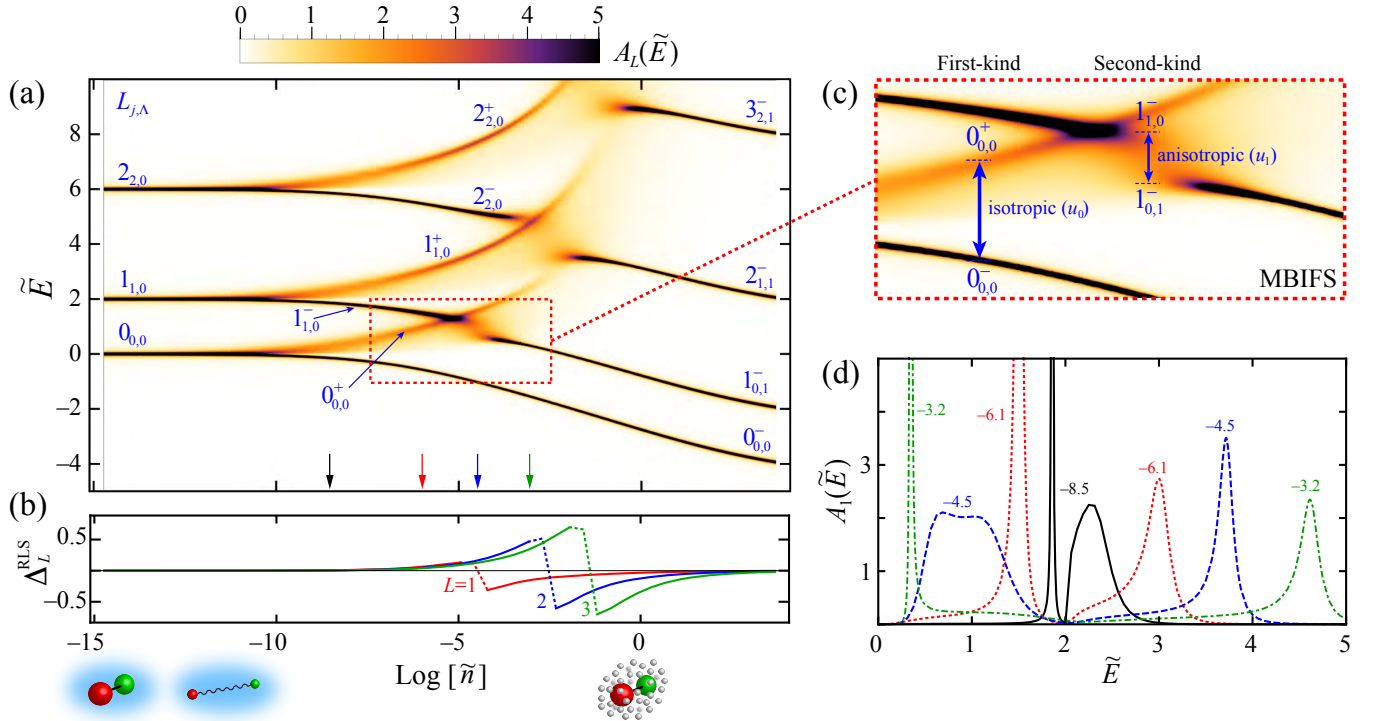 0 1 2 3 4 5
A_L(Ẽ)
(a)
L_{j,Λ}
Ẽ
8
6
4
2
0
−2
−4
2_{2,0}
1_{1,0}
0_{0,0}
2^+_{2,0}
2^-_{2,0}
1^+_{1,0}
1^-_{1,0}
0^+_{0,0}
3^-_{2,1}
2^-_{1,1}
1^-_{0,1}
0^-_{0,0}
(b)
Δ_L^{RLS}
0.5
-0.5
L=1
2
3
−15 −10 −5 0
Log [ñ]
(c)
First-kind Second-kind
0^+_{0,0}
isotropic (u_0)
0^-_{0,0}
1^-_{1,0}
anisotropic (u_1)
1^-_{0,1}
MBIFS
(d)
A_1(Ẽ)
3
1
−3.2
−6.1
−4.5
−8.5
−6.1
−4.5
−3.2
0 1 2 3 4 5
Ẽ